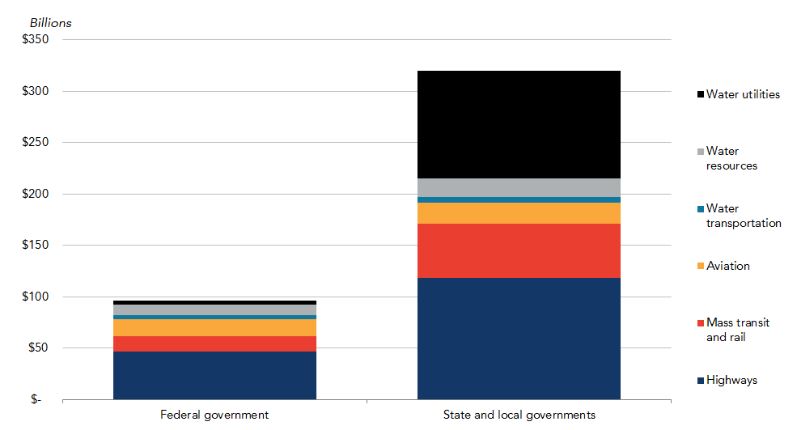 Billions
$350
$300
$250
$200
$150
$100
$50
$-
Federal government
State and local governments
Water utilities
Water
resources
Water
transportation
Aviation
Mass transit
and rail
Highways